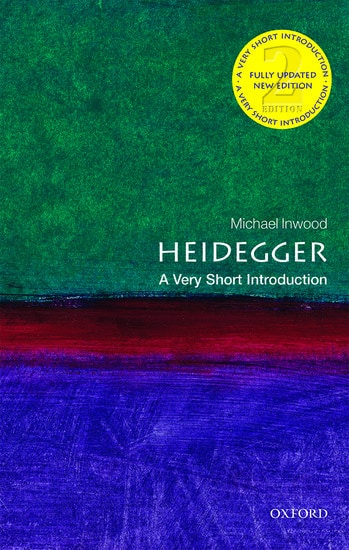 A VERY SHORT INTRODUCTION
2
FULLY UPDATED
NEW EDITION
EDITION
A VERY SHORT INTRODUCTION
Michael Inwood
HEIDEGGER
A Very Short Introduction
OXFORD